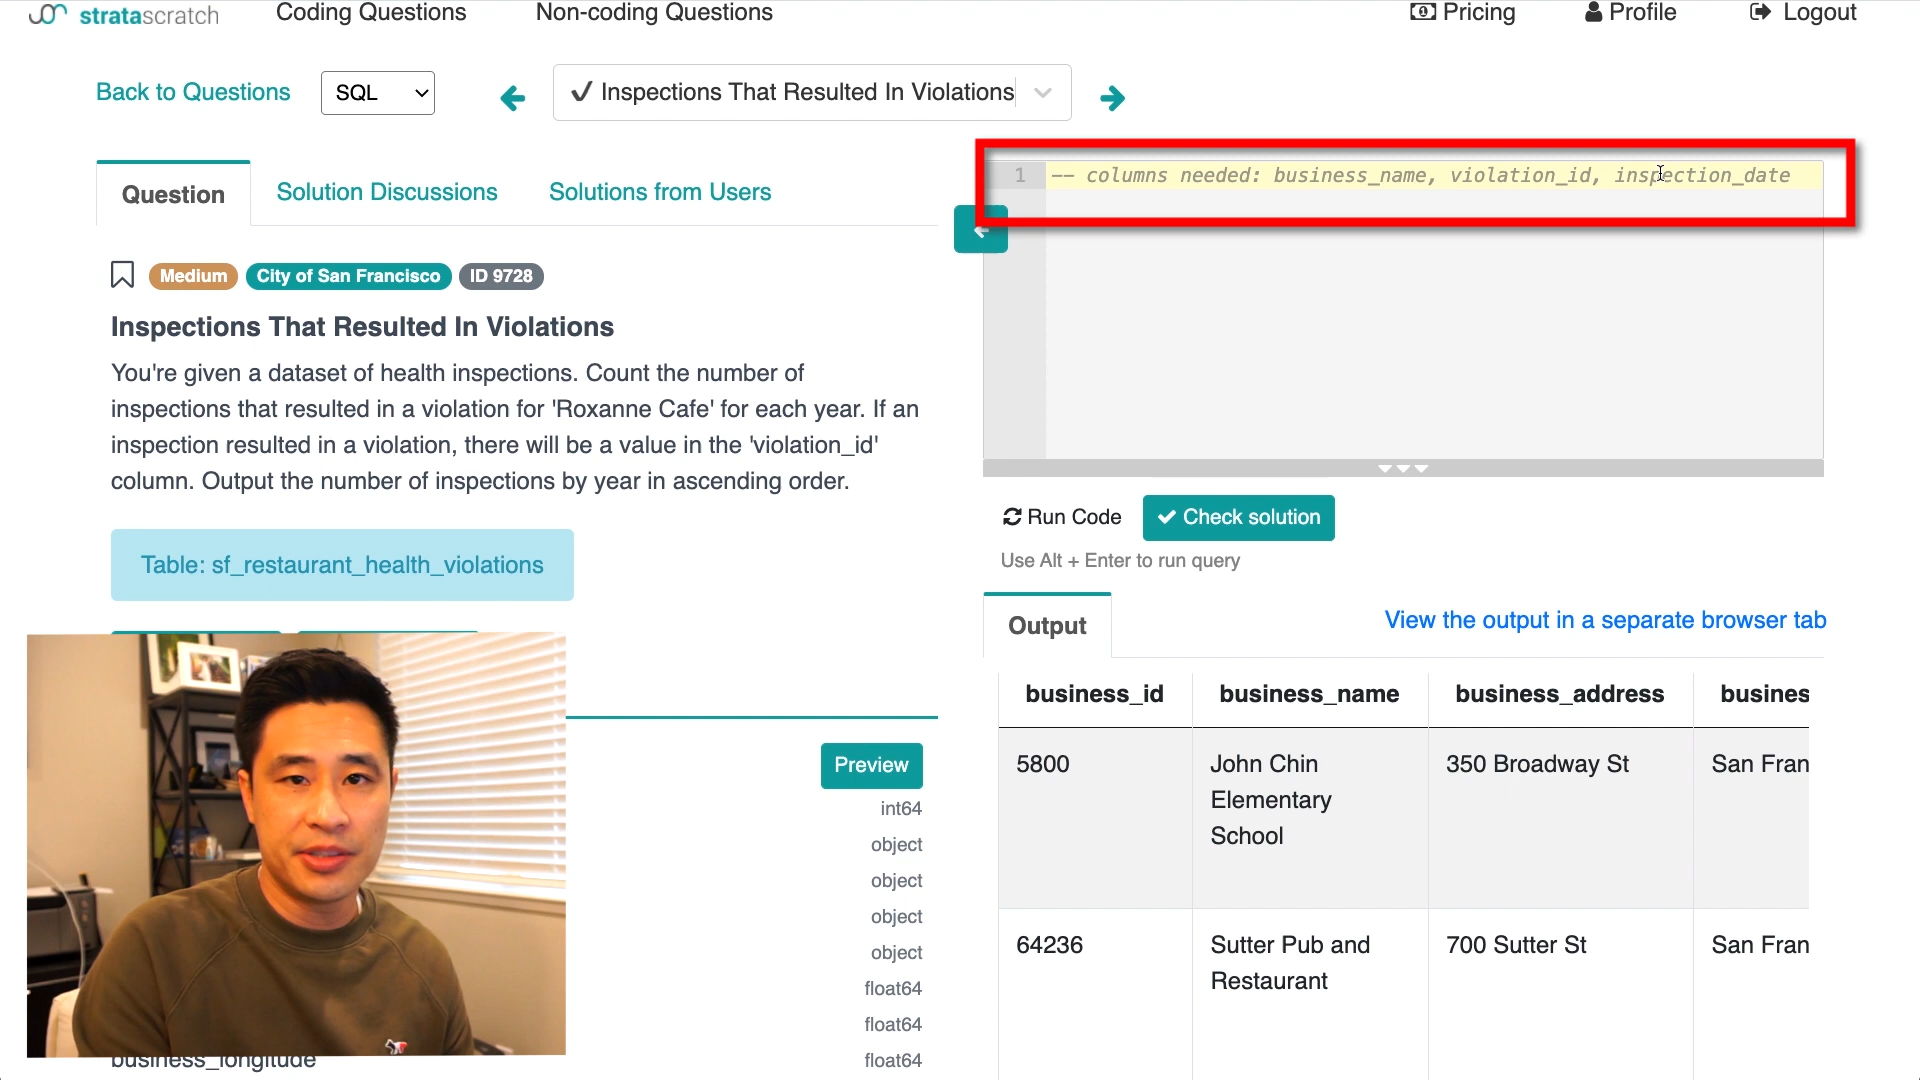 stratascratch
Coding Questions
Non-coding Questions
Pricing
Profile
Logout
Back to Questions
SQL
Inspections That Resulted In Violations
Question
Solution Discussions
Solutions from Users
1 -- columns needed: business_name, violation_id, inspection_date
Medium
City of San Francisco
ID 9728
Inspections That Resulted In Violations
You're given a dataset of health inspections. Count the number of
inspections that resulted in a violation for 'Roxanne Cafe' for each year. If an
inspection resulted in a violation, there will be a value in the 'violation_id'
column. Output the number of inspections by year in ascending order.
Table: sf_restaurant_health_violations
Run Code
Check solution
Use Alt + Enter to run query
Output
View the output in a separate browser tab
business_id business_name business_address busines
5800 John Chin Elementary School 350 Broadway St San Fran
64236 Sutter Pub and Restaurant 700 Sutter St San Fran
Preview
int64
object
object
object
object
float64
float64
business_longitude float64